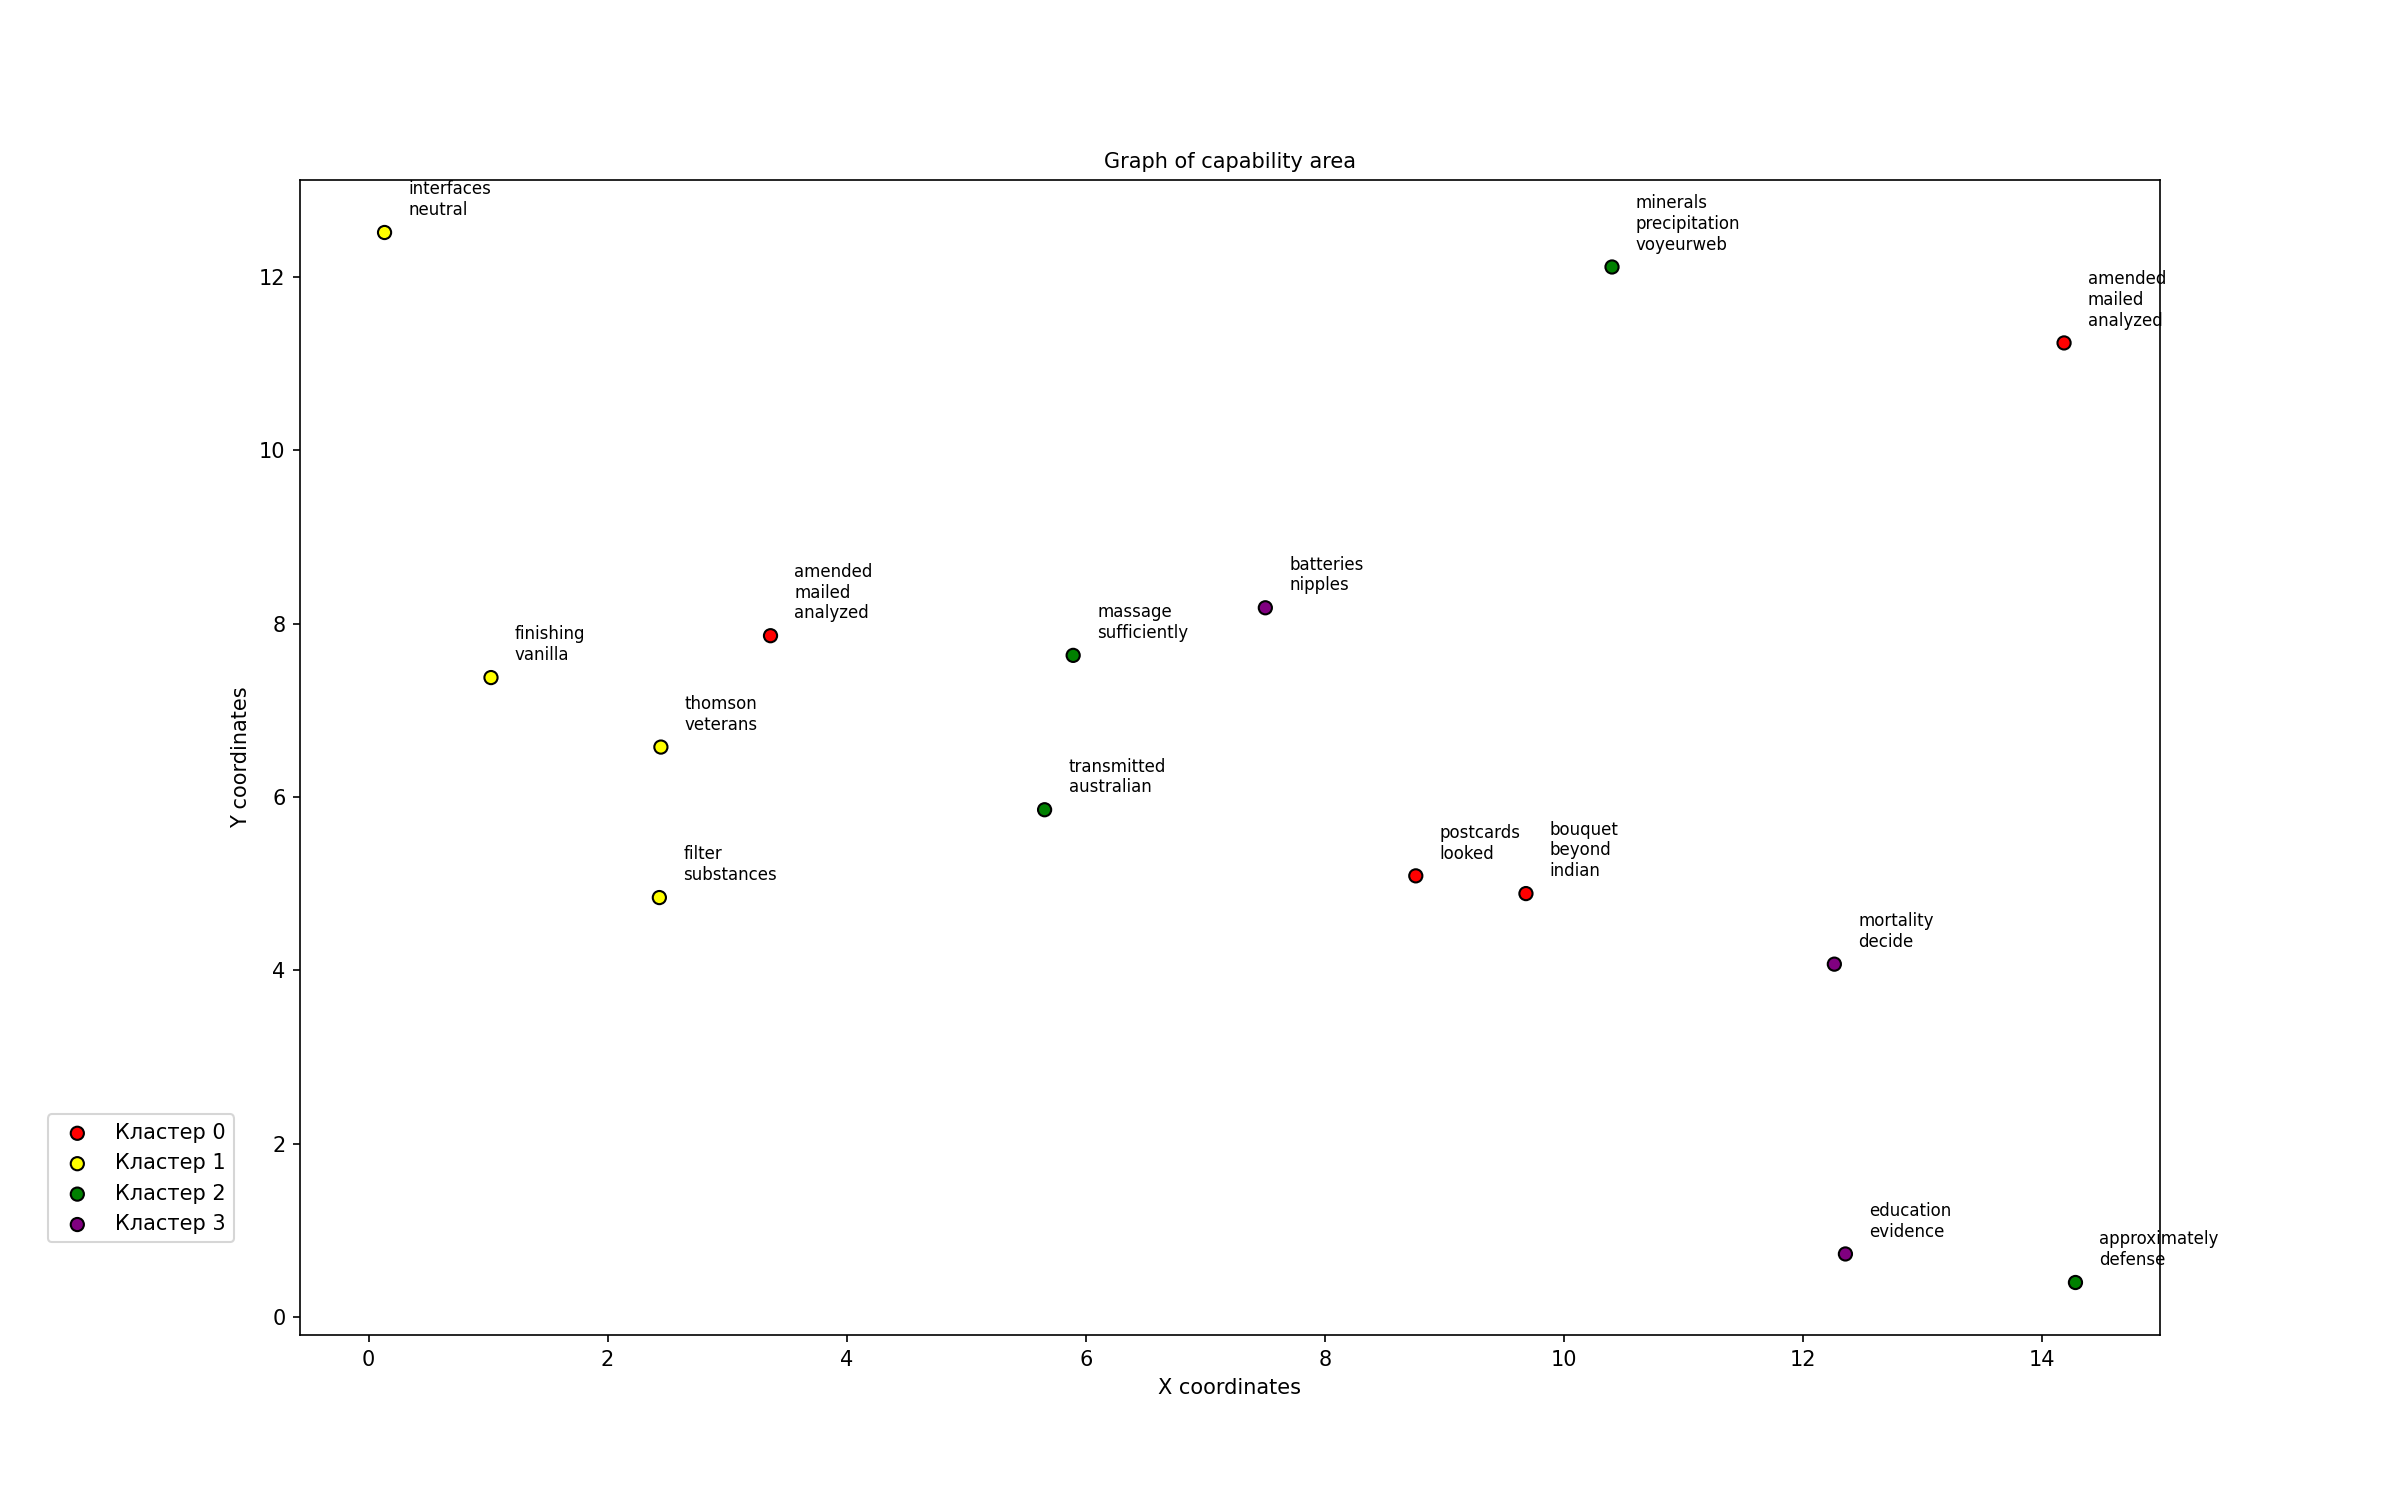 Graph of capability area
interfaces
neutral
minerals
precipitation
voyeurweb
amended
mailed
analyzed
batteries
nipples
amended
mailed
analyzed
massage
sufficiently
finishing
vanilla
thomson
veterans
transmitted
australian
postcards
looked
bouquet
beyond
indian
filter
substances
mortality
decide
education
evidence
approximately
defense
12
10
8
6
4
2
0
Y coordinates
0 2 4 6 8 10 12 14
X coordinates
Кластер 0
Кластер 1
Кластер 2
Кластер 3